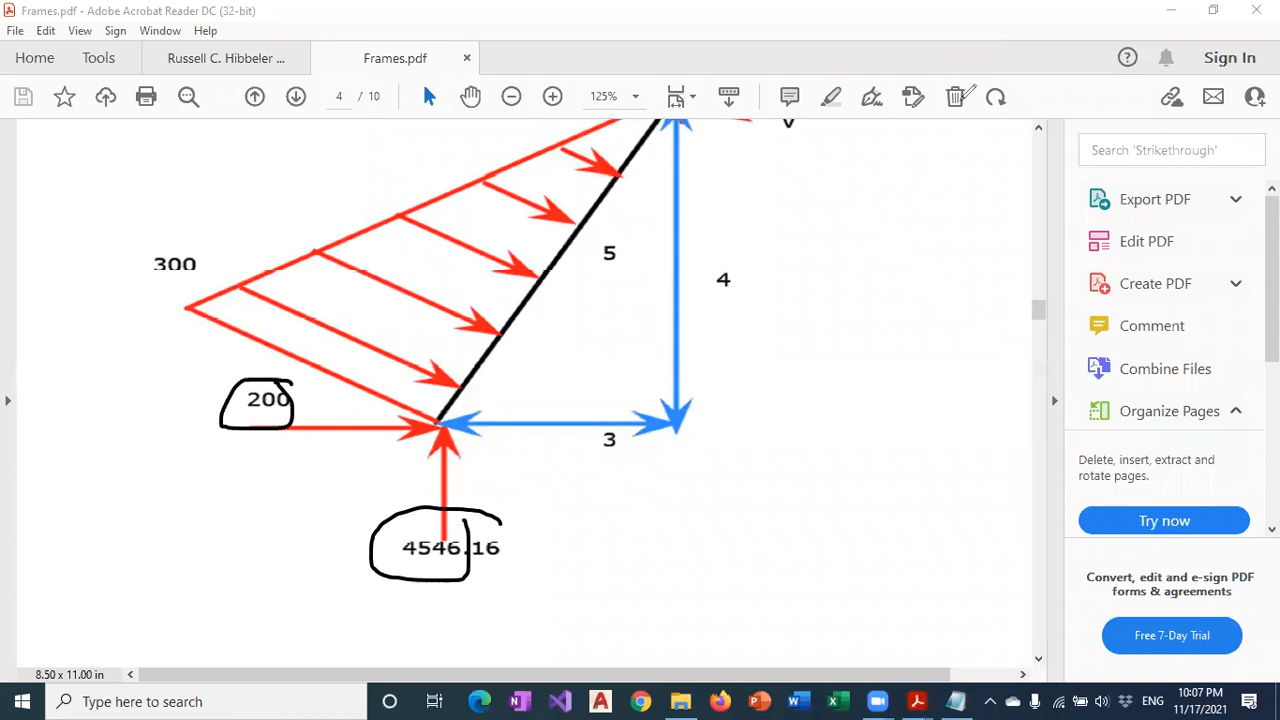 Frames.pdf - Adobe Acrobat Reader DC (32-bit)
File Edit View Sign Window Help
Home Tools Russell C. Hibbeler ... Frames.pdf × Sign In
4 / 10 125%
V
300
5
4
200
3
4546.16
8.50 x 11.00 in
Search 'Strikethrough'
Export PDF
Edit PDF
Create PDF
Comment
Combine Files
Organize Pages
Delete, insert, extract and
rotate pages.
Try now
Convert, edit and e-sign PDF
forms & agreements
Free 7-Day Trial
Type here to search
ENG
10:07 PM
11/17/2021